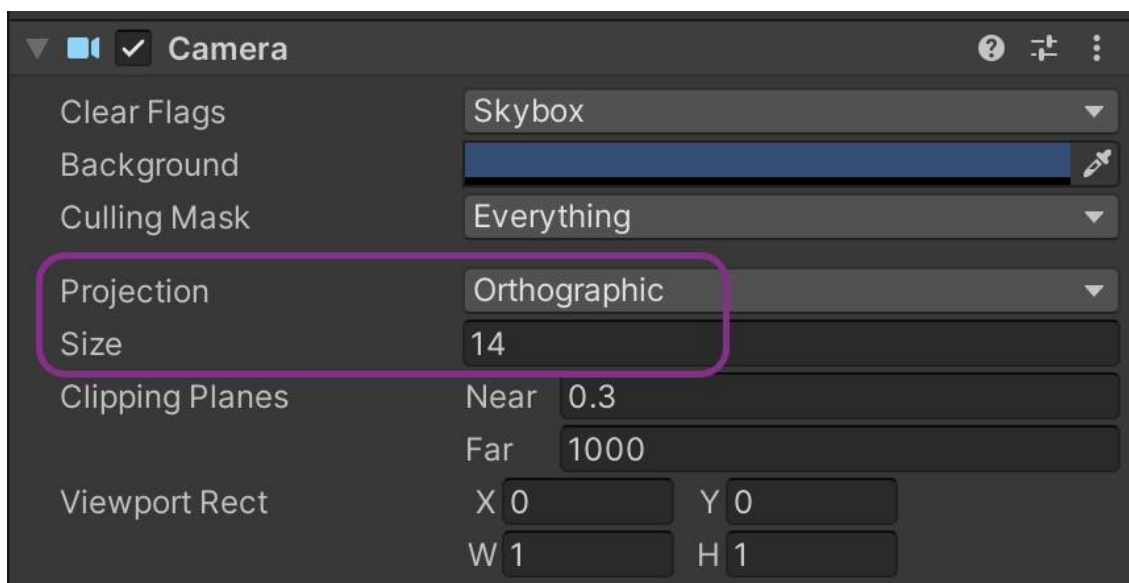 Camera
Clear Flags Skybox
Background
Culling Mask Everything
Projection Orthographic
Size 14
Clipping Planes Near 0.3
Far 1000
Viewport Rect X 0 Y 0
W 1 H 1